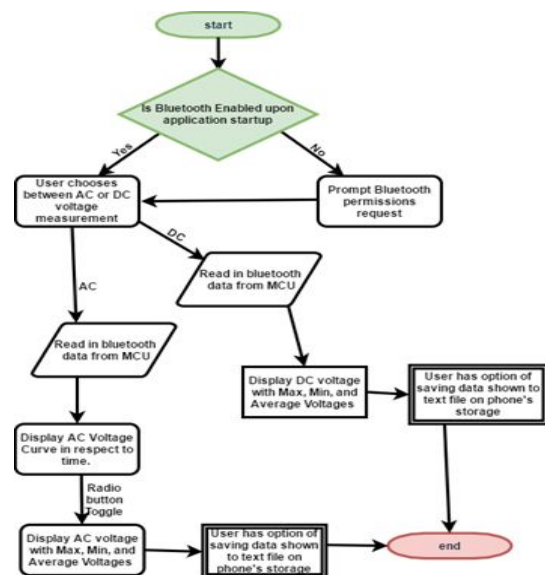 start
Is Bluetooth Enabled upon
application startup
Yes
No
User chooses
between AC or DC
voltage
measurement
Prompt Bluetooth
permissions
request
DC
Read in bluetooth
data from MCU
AC
Read in bluetooth
data from MCU
Display DC voltage
with Max, Min, and
Average Voltages
User has option of
saving data shown to
text file on phone's
storage
Display AC Voltage
Curve in respect to
time.
Radio
button
Toggle
Display AC voltage
with Max, Min, and
Average Voltages
User has option of
saving data shown
to text file on
phone's storage
end